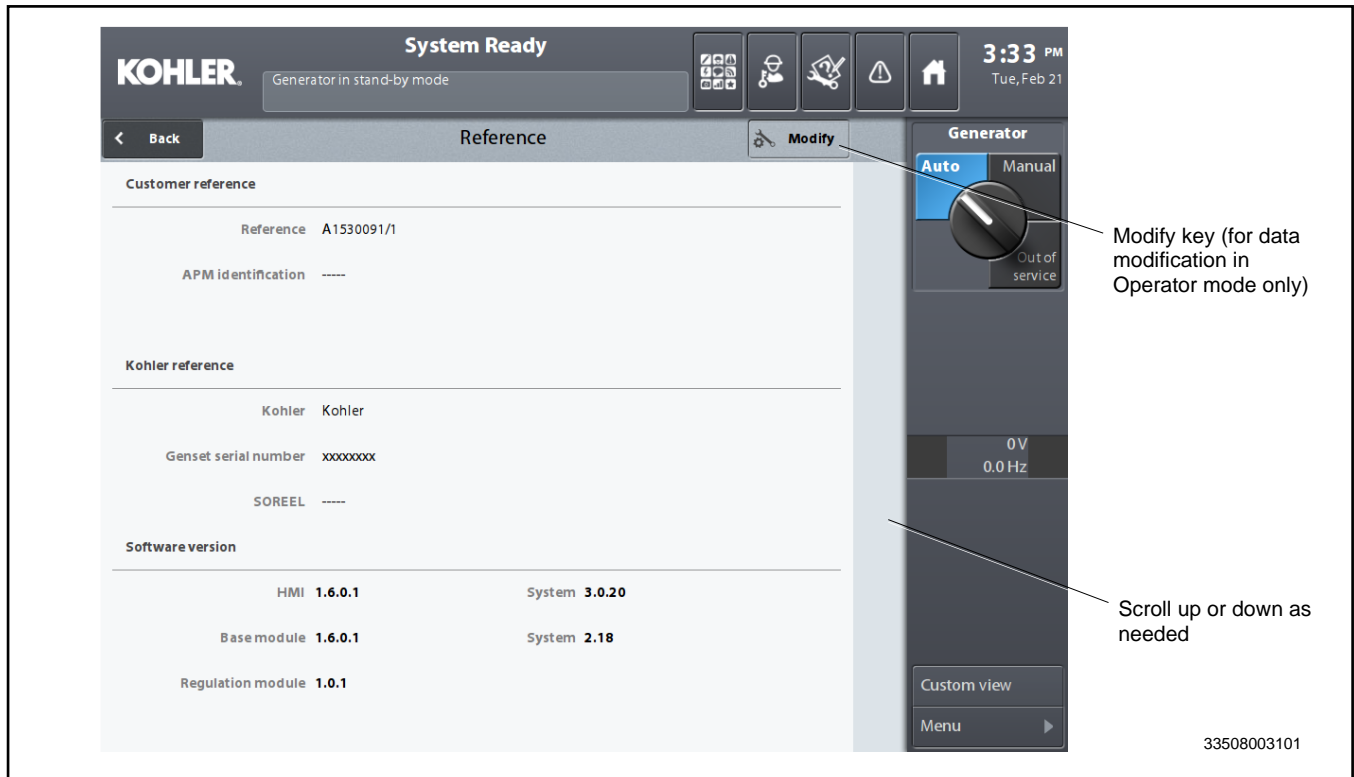 KOHLER.
System Ready
Generator in stand-by mode
3:33 PM
Tue, Feb 21
Back
Reference
Modify
Generator
Auto
Manual
Out of
service
Customer reference
Reference A1530091/1
APM identification -----
Kohler reference
Kohler Kohler
Genset serial number xxxxxxxx
SOREEL -----
Software version
HMI 1.6.0.1 System 3.0.20
Base module 1.6.0.1 System 2.18
Regulation module 1.0.1
0 V
0.0 Hz
Custom view
Menu
Modify key (for data
modification in
Operator mode only)
Scroll up or down as
needed
33508003101